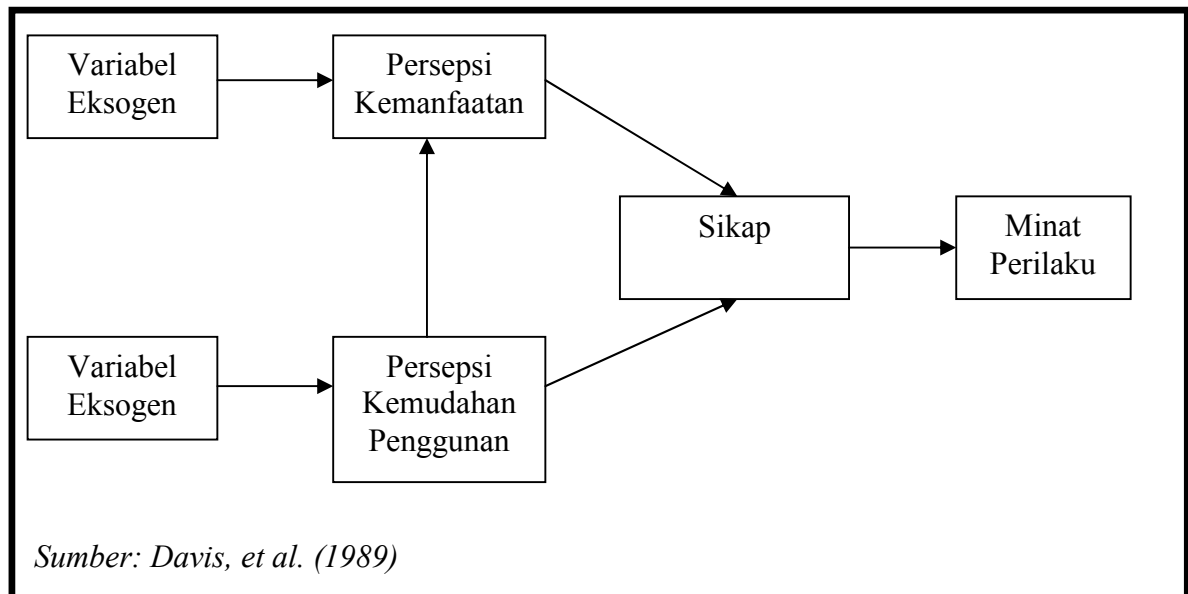 Variabel
Eksogen
Persepsi
Kemanfaatan
Sikap
Minat
Perilaku
Variabel
Eksogen
Persepsi
Kemudahan
Penggunan
Sumber: Davis, et al. (1989)